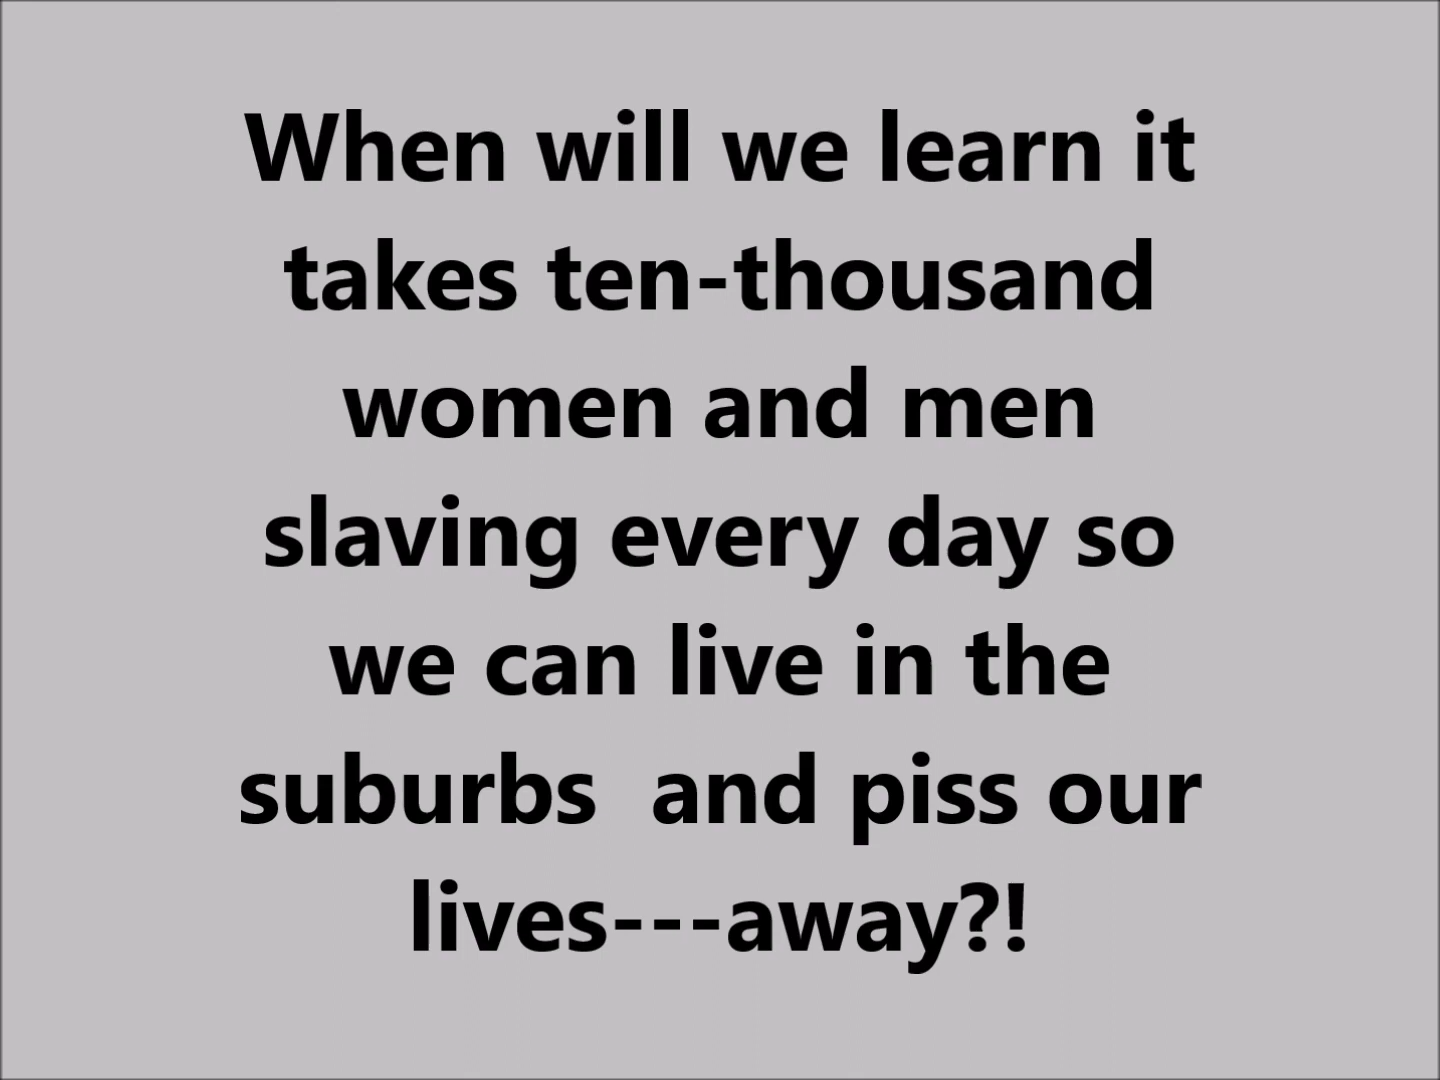 When will we learn it
takes ten-thousand
women and men
slaving every day so
we can live in the
suburbs  and piss our
lives---away?!